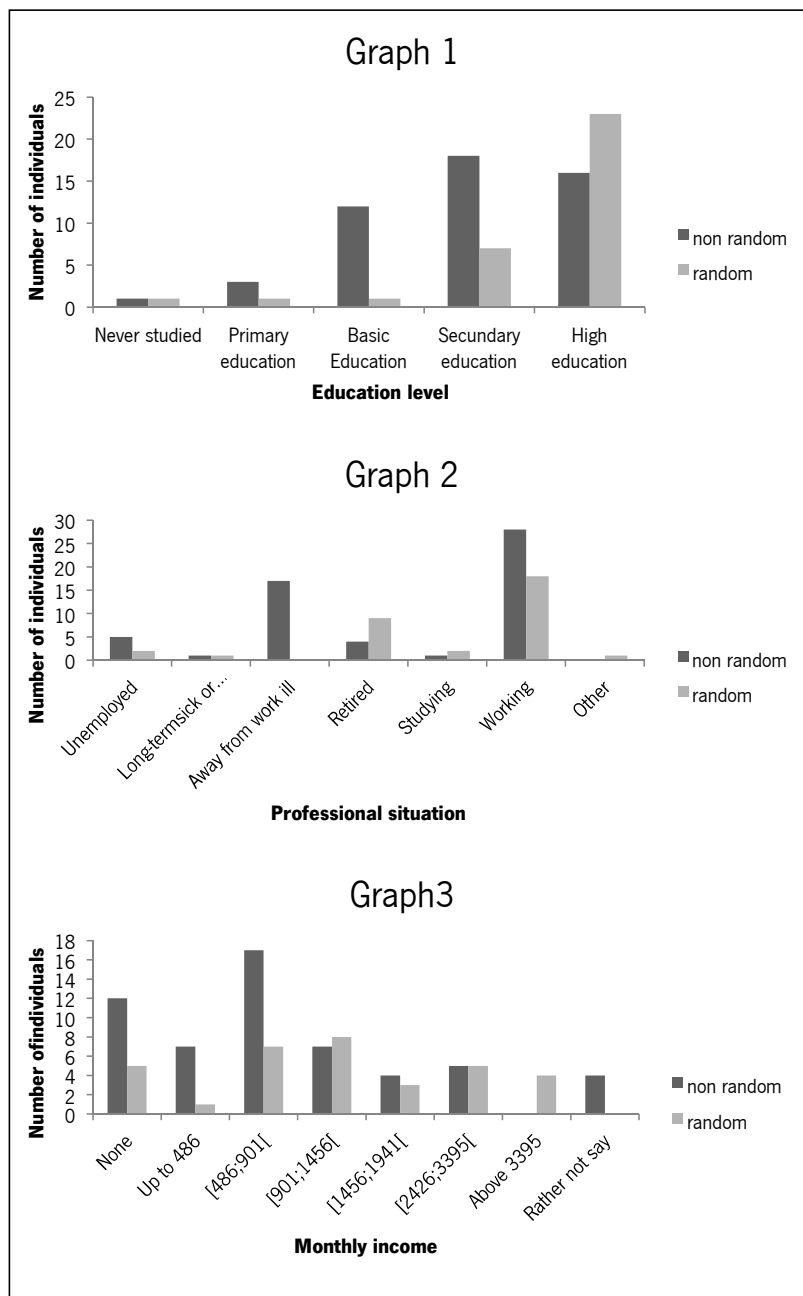 Graph 1
Number of individuals
25
20
15
10
5
0
Never studied
Primary
education
Basic
Education
Secundary
education
High
education
Education level
non random
random
Graph 2
Number of individuals
30
25
20
15
10
5
0
Unemployed
Long-termsick or...
Away from work ill
Retired
Studying
Working
Other
Professional situation
non random
random
Graph3
Number ofindividuals
18
16
14
12
10
8
6
4
2
0
None
Up to 486
[486;901[
[901;1456[
[1456;1941[
[2426;3395[
Above 3395
Rather not say
Monthly income
non random
random